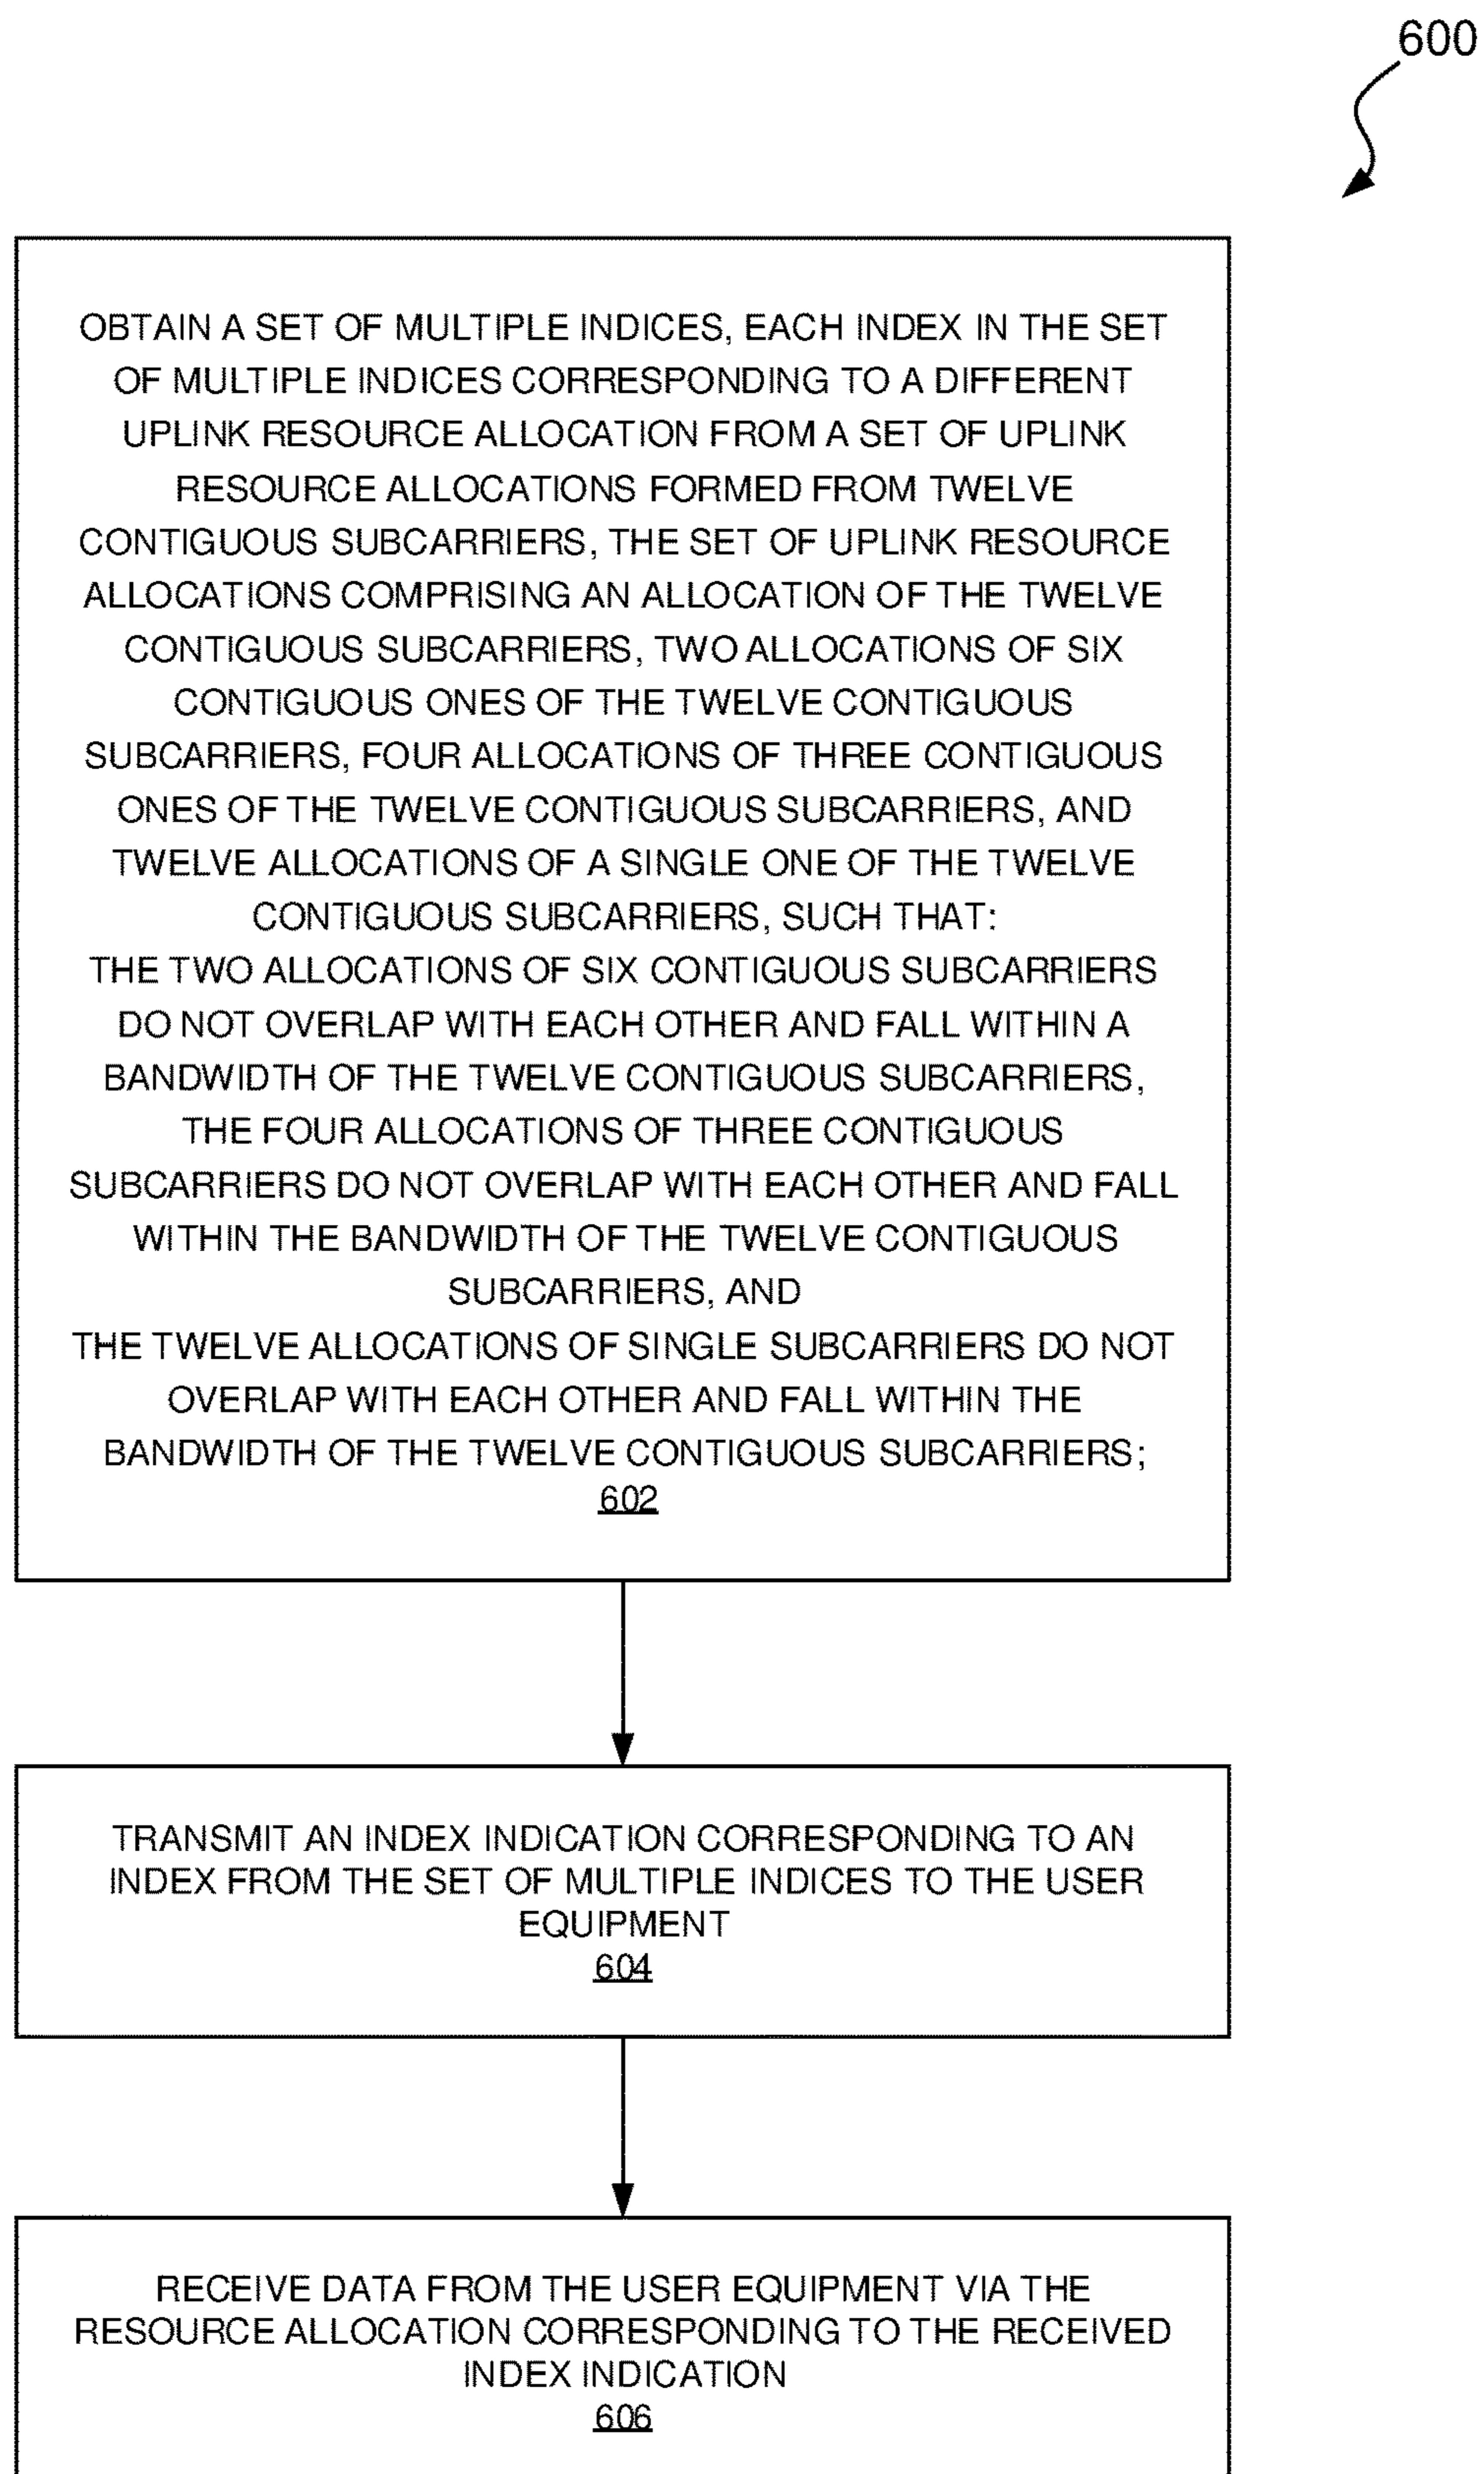 600
OBTAIN A SET OF MULTIPLE INDICES, EACH INDEX IN THE SET
OF MULTIPLE INDICES CORRESPONDING TO A DIFFERENT
UPLINK RESOURCE ALLOCATION FROM A SET OF UPLINK
RESOURCE ALLOCATIONS FORMED FROM TWELVE
CONTIGUOUS SUBCARRIERS, THE SET OF UPLINK RESOURCE
ALLOCATIONS COMPRISING AN ALLOCATION OF THE TWELVE
CONTIGUOUS SUBCARRIERS, TWO ALLOCATIONS OF SIX
CONTIGUOUS ONES OF THE TWELVE CONTIGUOUS
SUBCARRIERS, FOUR ALLOCATIONS OF THREE CONTIGUOUS
ONES OF THE TWELVE CONTIGUOUS SUBCARRIERS, AND
TWELVE ALLOCATIONS OF A SINGLE ONE OF THE TWELVE
CONTIGUOUS SUBCARRIERS, SUCH THAT:
THE TWO ALLOCATIONS OF SIX CONTIGUOUS SUBCARRIERS
DO NOT OVERLAP WITH EACH OTHER AND FALL WITHIN A
BANDWIDTH OF THE TWELVE CONTIGUOUS SUBCARRIERS,
THE FOUR ALLOCATIONS OF THREE CONTIGUOUS
SUBCARRIERS DO NOT OVERLAP WITH EACH OTHER AND FALL
WITHIN THE BANDWIDTH OF THE TWELVE CONTIGUOUS
SUBCARRIERS, AND
THE TWELVE ALLOCATIONS OF SINGLE SUBCARRIERS DO NOT
OVERLAP WITH EACH OTHER AND FALL WITHIN THE
BANDWIDTH OF THE TWELVE CONTIGUOUS SUBCARRIERS;
602
TRANSMIT AN INDEX INDICATION CORRESPONDING TO AN
INDEX FROM THE SET OF MULTIPLE INDICES TO THE USER
EQUIPMENT
604
RECEIVE DATA FROM THE USER EQUIPMENT VIA THE
RESOURCE ALLOCATION CORRESPONDING TO THE RECEIVED
INDEX INDICATION
606